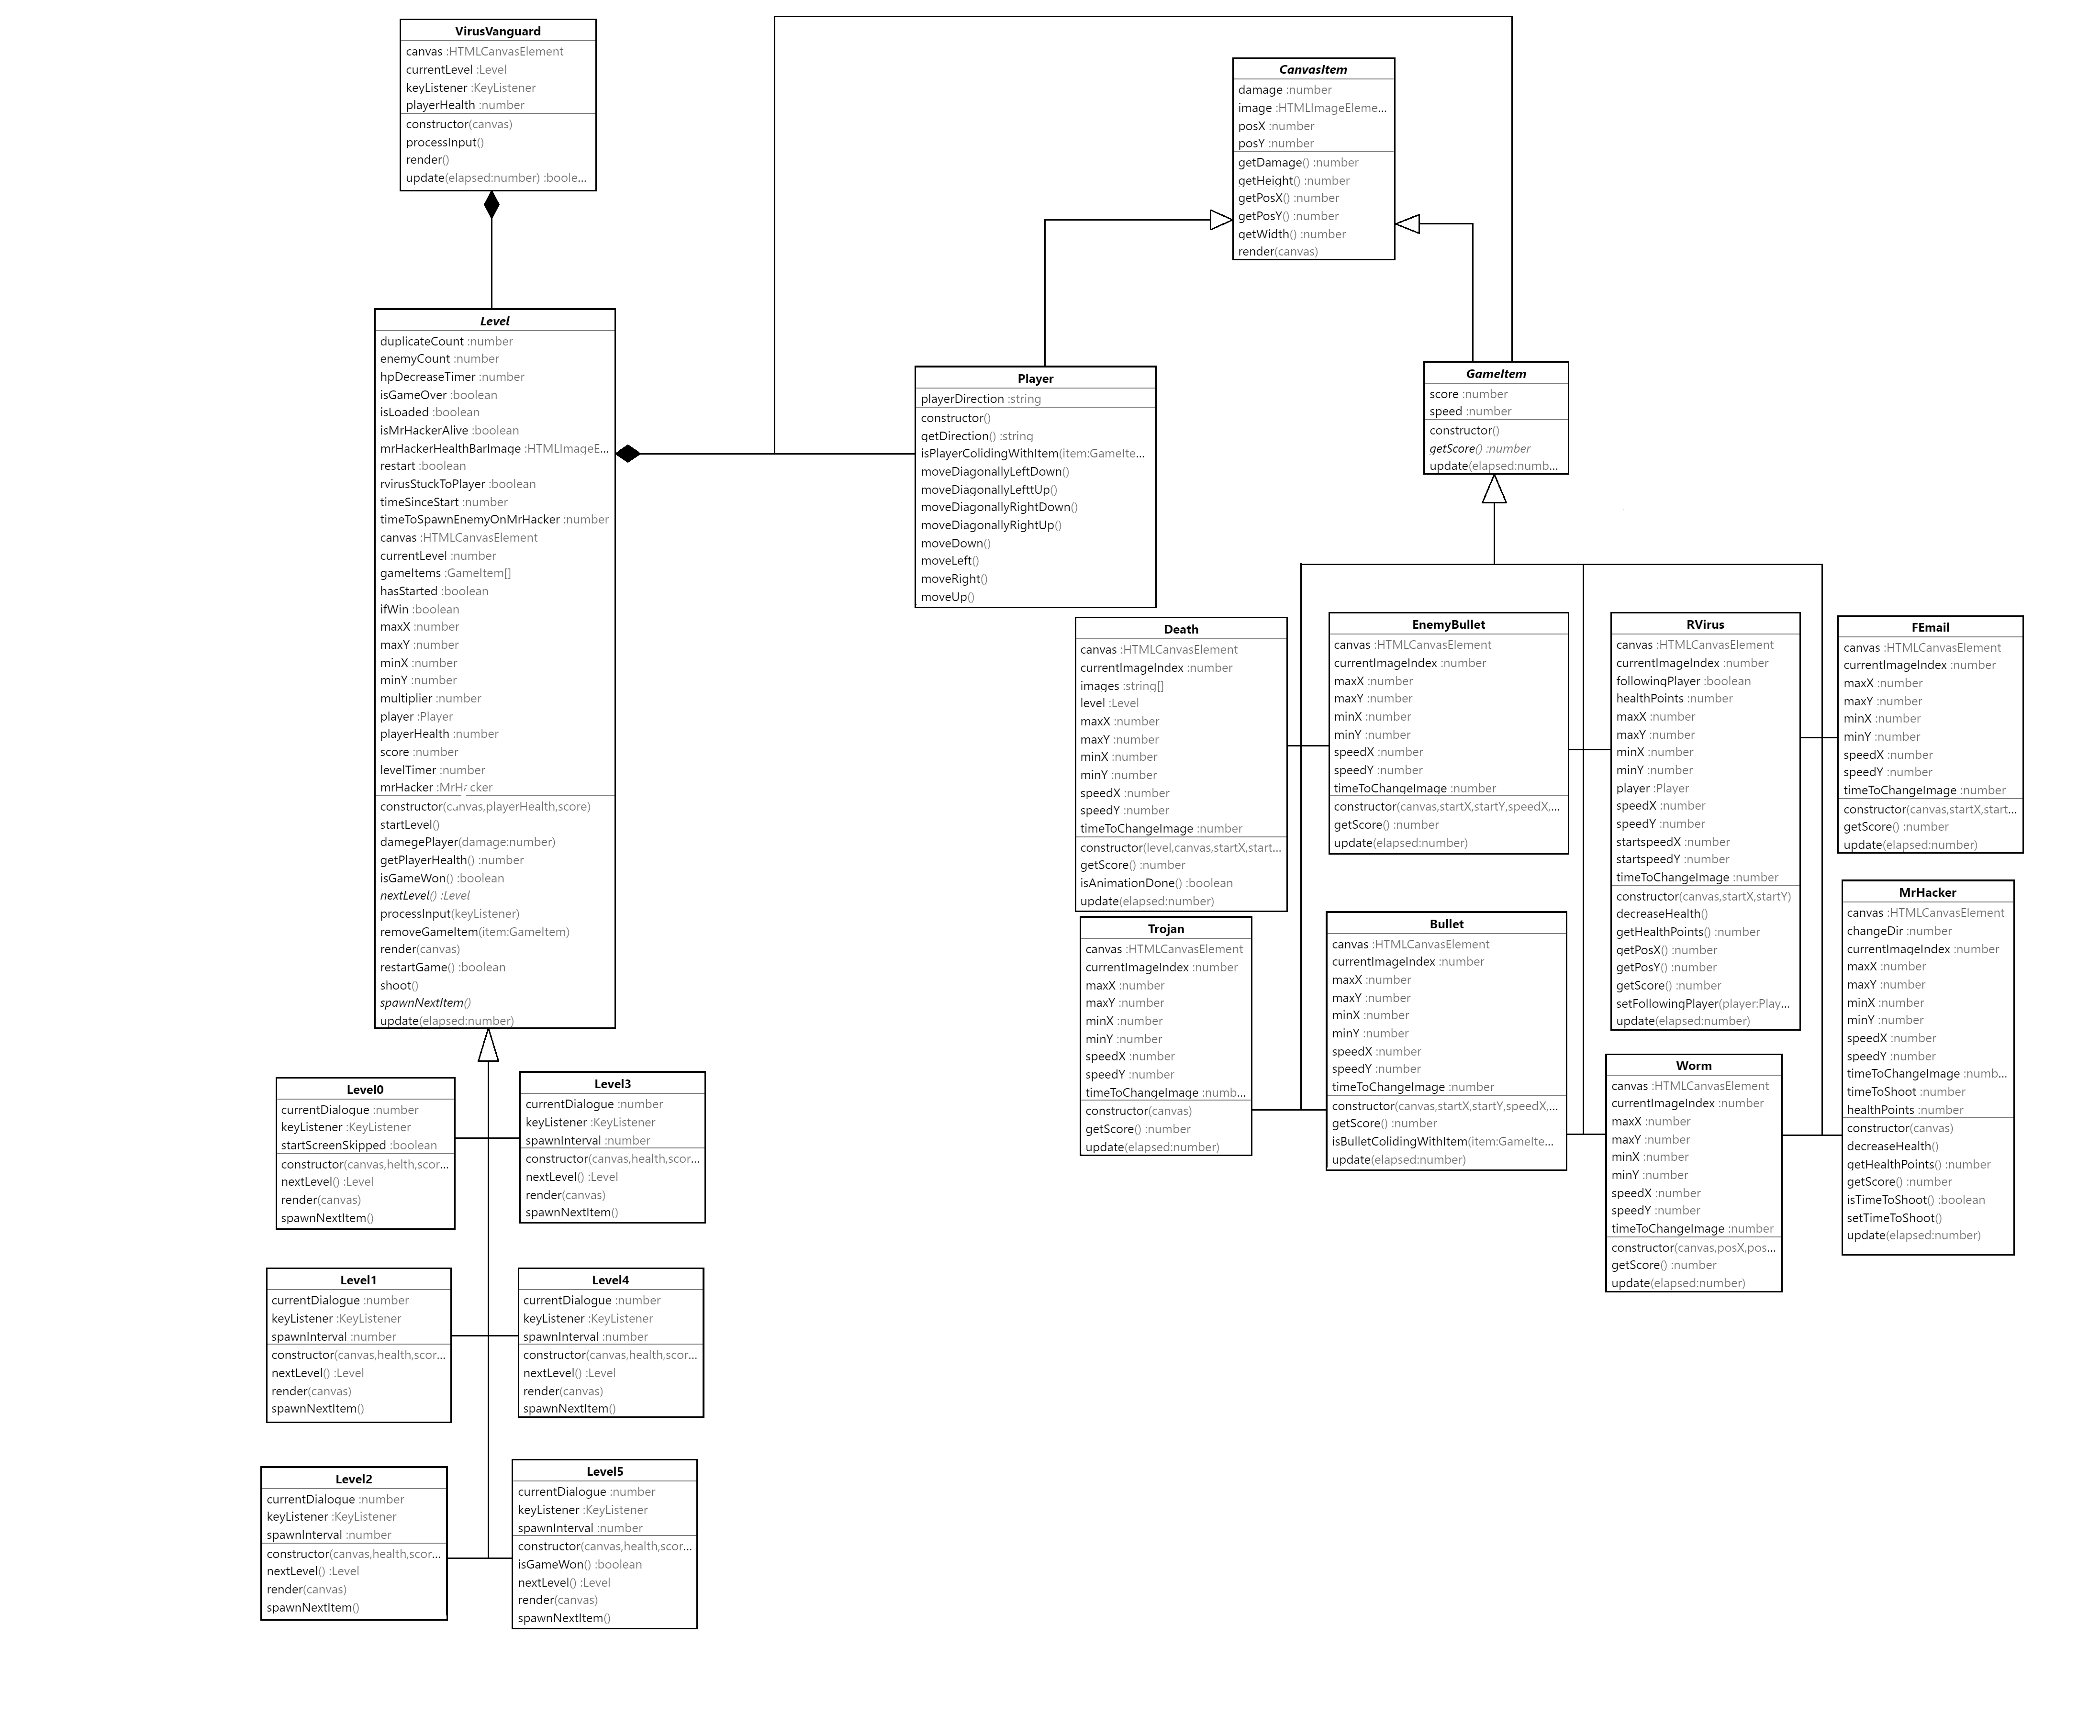 VirusVanguard
canvas :HTMLCanvasElement
currentLevel :Level
keyListener :KeyListener
playerHealth :number
constructor(canvas)
processInput()
render()
update(elapsed:number) :boole...
CanvasItem
damage :number
image :HTMLImageEleme...
posX :number
posY :number
getDamage() :number
getHeight() :number
getPosX() :number
getPosY() :number
getWidth() :number
render(canvas)
Level
duplicateCount :number
enemyCount :number
hpDecreaseTimer :number
isGameOver :boolean
isLoaded :boolean
isMrHackerAlive :boolean
mrHackerHealthBarImage :HTMLImageE...
restart :boolean
rvirusStuckToPlayer :boolean
timeSinceStart :number
timeToSpawnEnemyOnMrHacker :number
canvas :HTMLCanvasElement
currentLevel :number
gameItems :GameItem[]
hasStarted :boolean
ifWin :boolean
maxX :number
maxY :number
minX :number
minY :number
multiplier :number
player :Player
playerHealth :number
score :number
levelTimer :number
mrHacker :MrHacker
constructor(canvas,playerHealth,score)
startLevel()
damegePlayer(damage:number)
getPlayerHealth() :number
isGameWon() :boolean
nextLevel() :Level
processInput(keyListener)
removeGameItem(item:GameItem)
render(canvas)
restartGame() :boolean
shoot()
spawnNextItem()
update(elapsed:number)
Player
playerDirection :string
constructor()
getDirection() :string
isPlayerColidingWithItem(item:GameIte...
moveDiagonallyLeftDown()
moveDiagonallyLefttUp()
moveDiagonallyRightDown()
moveDiagonallyRightUp()
moveDown()
moveLeft()
moveRight()
moveUp()
GameItem
score :number
speed :number
constructor()
getScore() :number
update(elapsed:numb...
Death
canvas :HTMLCanvasElement
currentImageIndex :number
images :string[]
level :Level
maxX :number
maxY :number
minX :number
minY :number
speedX :number
speedY :number
timeToChangeImage :number
constructor(level,canvas,startX,start...
getScore() :number
isAnimationDone() :boolean
update(elapsed:number)
EnemyBullet
canvas :HTMLCanvasElement
currentImageIndex :number
maxX :number
maxY :number
minX :number
minY :number
speedX :number
speedY :number
timeToChangeImage :number
constructor(canvas,startX,startY,speedX,...
getScore() :number
update(elapsed:number)
RVirus
canvas :HTMLCanvasElement
currentImageIndex :number
followingPlayer :boolean
healthPoints :number
maxX :number
maxY :number
minX :number
minY :number
player :Player
speedX :number
speedY :number
startspeedX :number
startspeedY :number
timeToChangeImage :number
constructor(canvas,startX,startY)
decreaseHealth()
getHealthPoints() :number
getPosX() :number
getPosY() :number
getScore() :number
setFollowingPlayer(player:Play...
update(elapsed:number)
FEmail
canvas :HTMLCanvasElement
currentImageIndex :number
maxX :number
maxY :number
minX :number
minY :number
speedX :number
speedY :number
timeToChangeImage :number
constructor(canvas,startX,start...
getScore() :number
update(elapsed:number)
Trojan
canvas :HTMLCanvasElement
currentImageIndex :number
maxX :number
maxY :number
minX :number
minY :number
speedX :number
speedY :number
timeToChangeImage :numb...
constructor(canvas)
getScore() :number
update(elapsed:number)
Bullet
canvas :HTMLCanvasElement
currentImageIndex :number
maxX :number
maxY :number
minX :number
minY :number
speedX :number
speedY :number
timeToChangeImage :number
constructor(canvas,startX,startY,speedX,...
getScore() :number
isBulletColidingWithItem(item:GameIte...
update(elapsed:number)
Worm
canvas :HTMLCanvasElement
currentImageIndex :number
maxX :number
maxY :number
minX :number
minY :number
speedX :number
speedY :number
timeToChangeImage :number
constructor(canvas,posX,pos...
getScore() :number
update(elapsed:number)
MrHacker
canvas :HTMLCanvasElement
changeDir :number
currentImageIndex :number
maxX :number
maxY :number
minX :number
minY :number
speedX :number
speedY :number
timeToChangeImage :numb...
timeToShoot :number
healthPoints :number
constructor(canvas)
decreaseHealth()
getHealthPoints() :number
getScore() :number
isTimeToShoot() :boolean
setTimeToShoot()
update(elapsed:number)
Level0
currentDialogue :number
keyListener :KeyListener
startScreenSkipped :boolean
constructor(canvas,helth,scor...
nextLevel() :Level
render(canvas)
spawnNextItem()
Level3
currentDialogue :number
keyListener :KeyListener
spawnInterval :number
constructor(canvas,health,scor...
nextLevel() :Level
render(canvas)
spawnNextItem()
Level1
currentDialogue :number
keyListener :KeyListener
spawnInterval :number
constructor(canvas,health,scor...
nextLevel() :Level
render(canvas)
spawnNextItem()
Level4
currentDialogue :number
keyListener :KeyListener
spawnInterval :number
constructor(canvas,health,scor...
nextLevel() :Level
render(canvas)
spawnNextItem()
Level2
currentDialogue :number
keyListener :KeyListener
spawnInterval :number
constructor(canvas,health,scor...
nextLevel() :Level
render(canvas)
spawnNextItem()
Level5
currentDialogue :number
keyListener :KeyListener
spawnInterval :number
constructor(canvas,health,scor...
isGameWon() :boolean
nextLevel() :Level
render(canvas)
spawnNextItem()